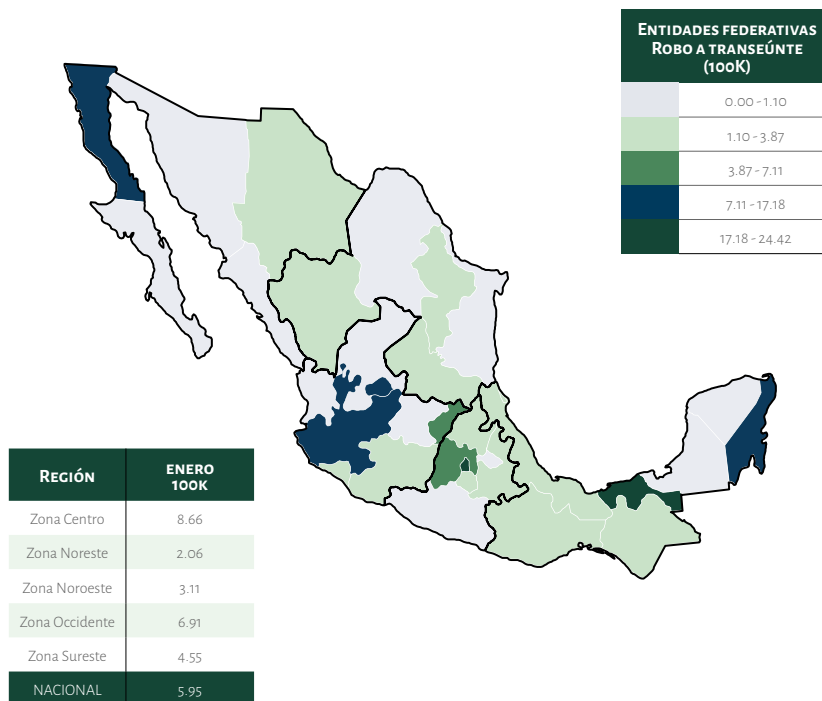 Entidades federativas
Robo a transeúnte
(100K)
0.00 - 1.10
1.10 - 3.87
3.87 - 7.11
7.11 - 17.18
17.18 - 24.42
Región enero
100k
Zona Centro 8.66
Zona Noreste 2.06
Zona Noroeste 3.11
Zona Occidente 6.91
Zona Sureste 4.55
NACIONAL 5.95